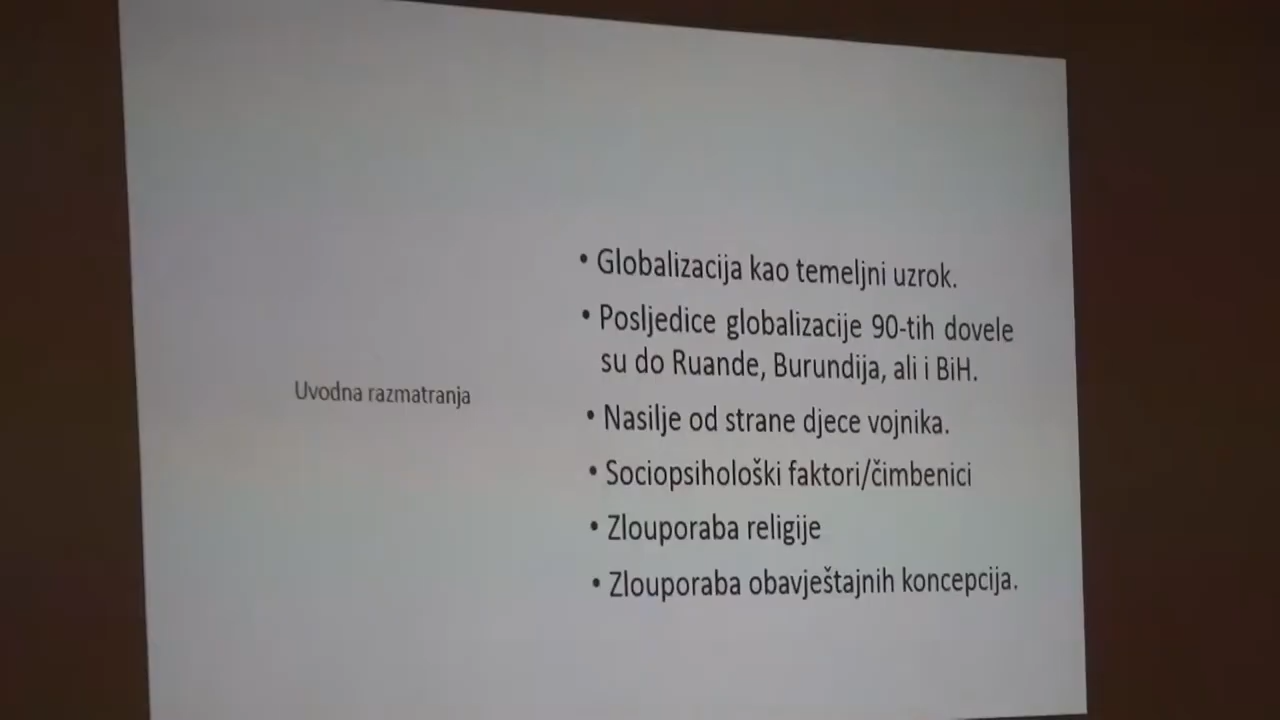 Uvodna razmatranja
• Globalizacija kao temeljni uzrok.
• Posljedice globalizacije 90-tih dovele
su do Ruande, Burundija, ali i BiH.
• Nasilje od strane djece vojnika.
• Sociopsihološki faktori/čimbenici
• Zlouporaba religije
• Zlouporaba obavještajnih koncepcija.